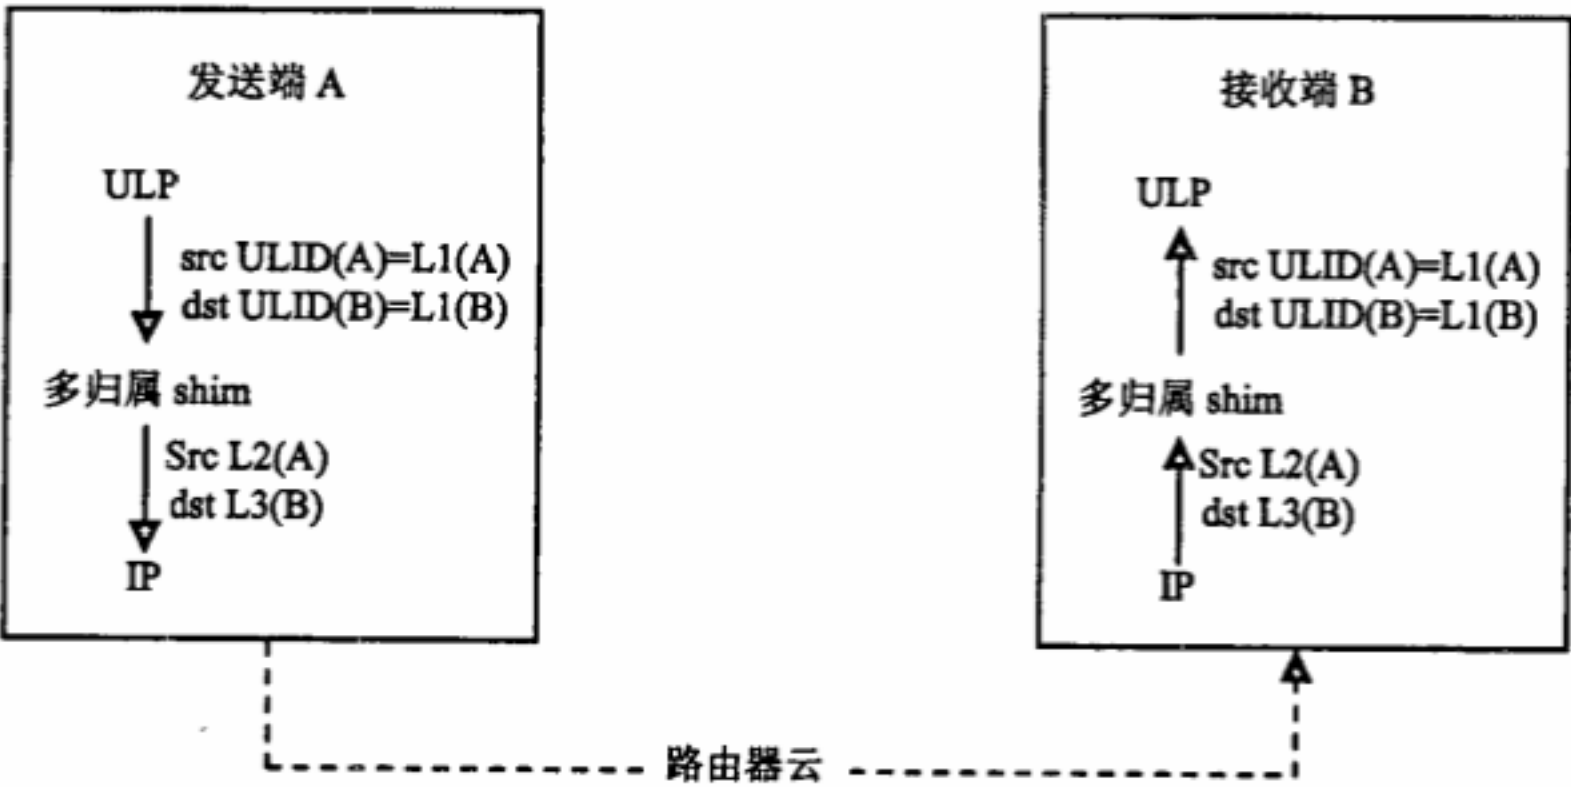 发送端 A
ULP
src ULID(A)=L1(A)
dst ULID(B)=L1(B)
多归属 shim
Src L2(A)
dst L3(B)
IP
接收端 B
ULP
src ULID(A)=L1(A)
dst ULID(B)=L1(B)
多归属 shim
Src L2(A)
dst L3(B)
IP
路由器云